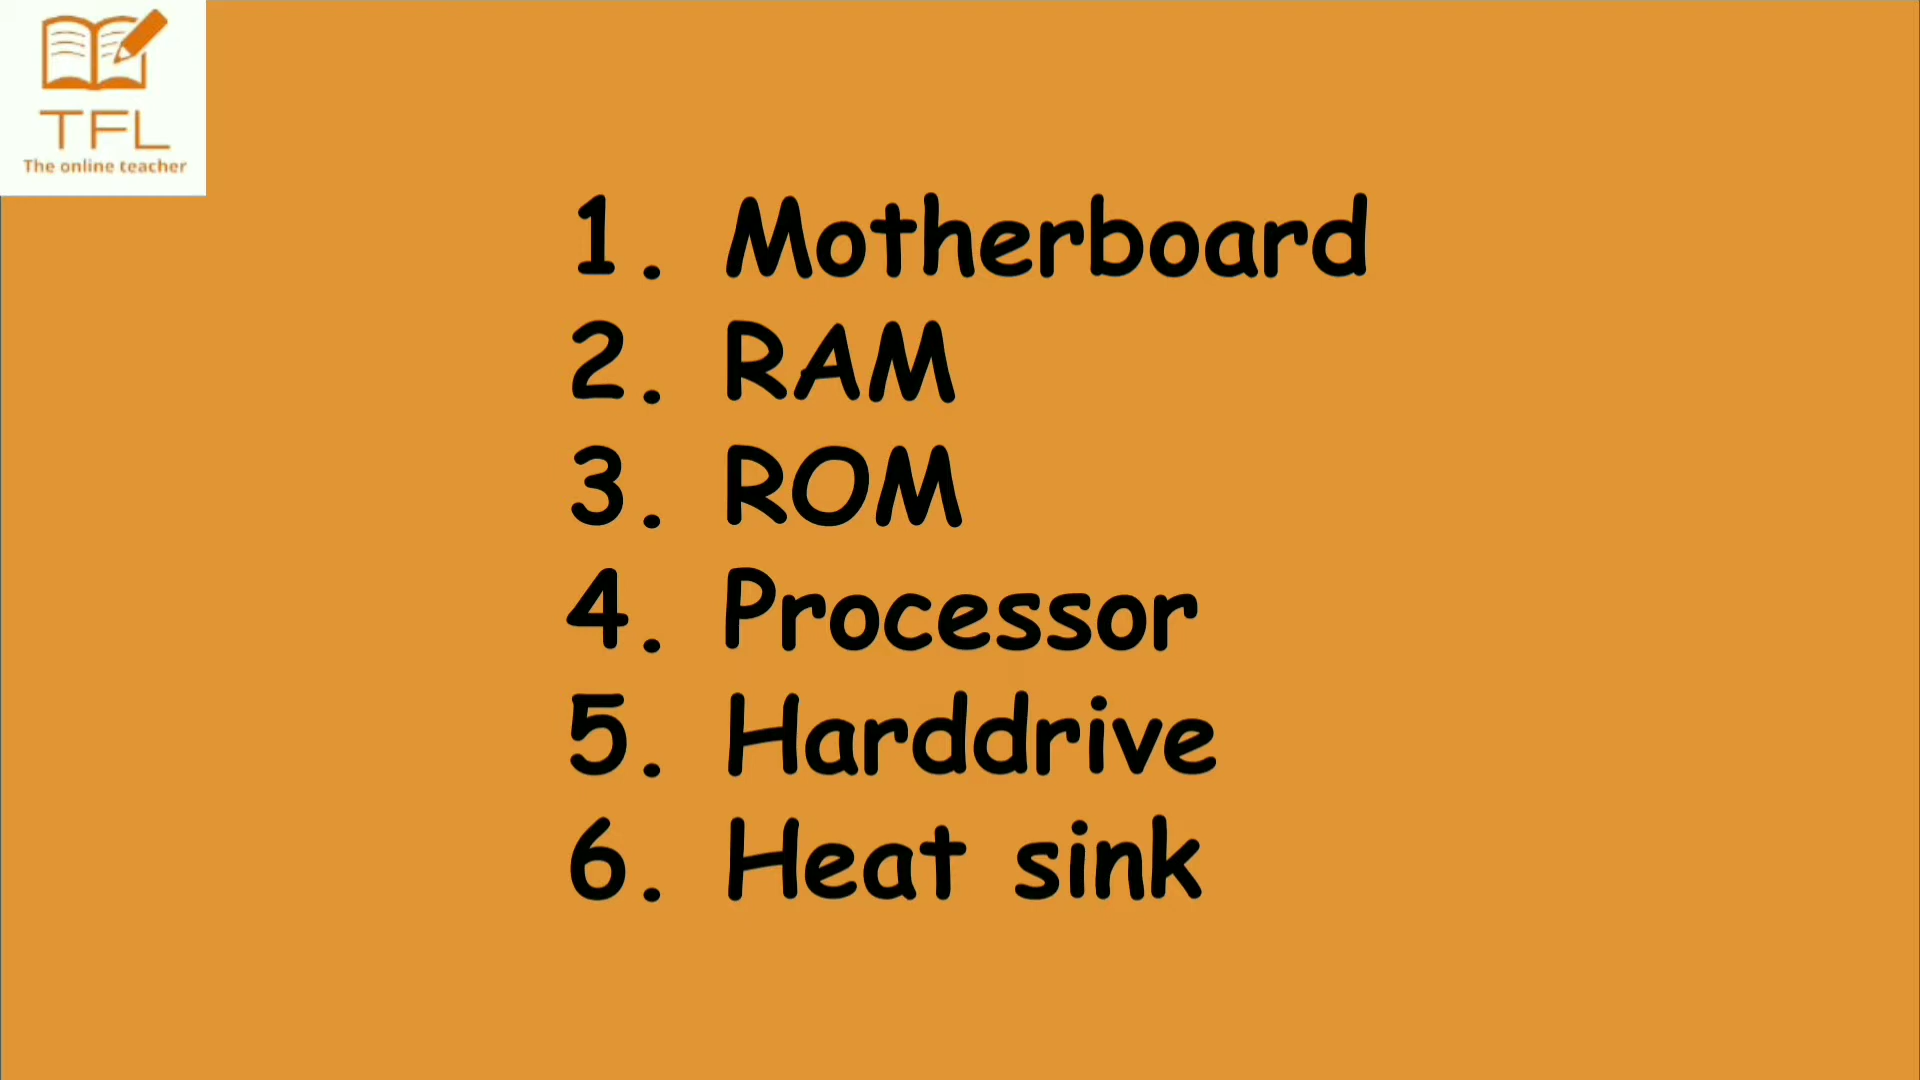 TFL
The online teacher
1. Motherboard
2. RAM
3. ROM
4. Processor
5. Harddrive
6. Heat sink